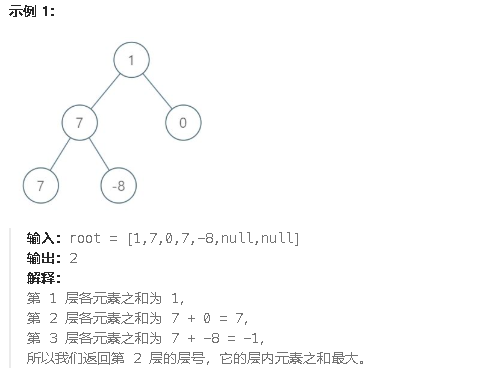 示例 1：
1
7
0
7
-8
输入：root = [1,7,0,7,-8,null,null]
输出：2
解释：
第 1 层各元素之和为 1，
第 2 层各元素之和为 7 + 0 = 7，
第 3 层各元素之和为 7 + -8 = -1，
所以我们返回第 2 层的层号，它的层内元素之和最大。